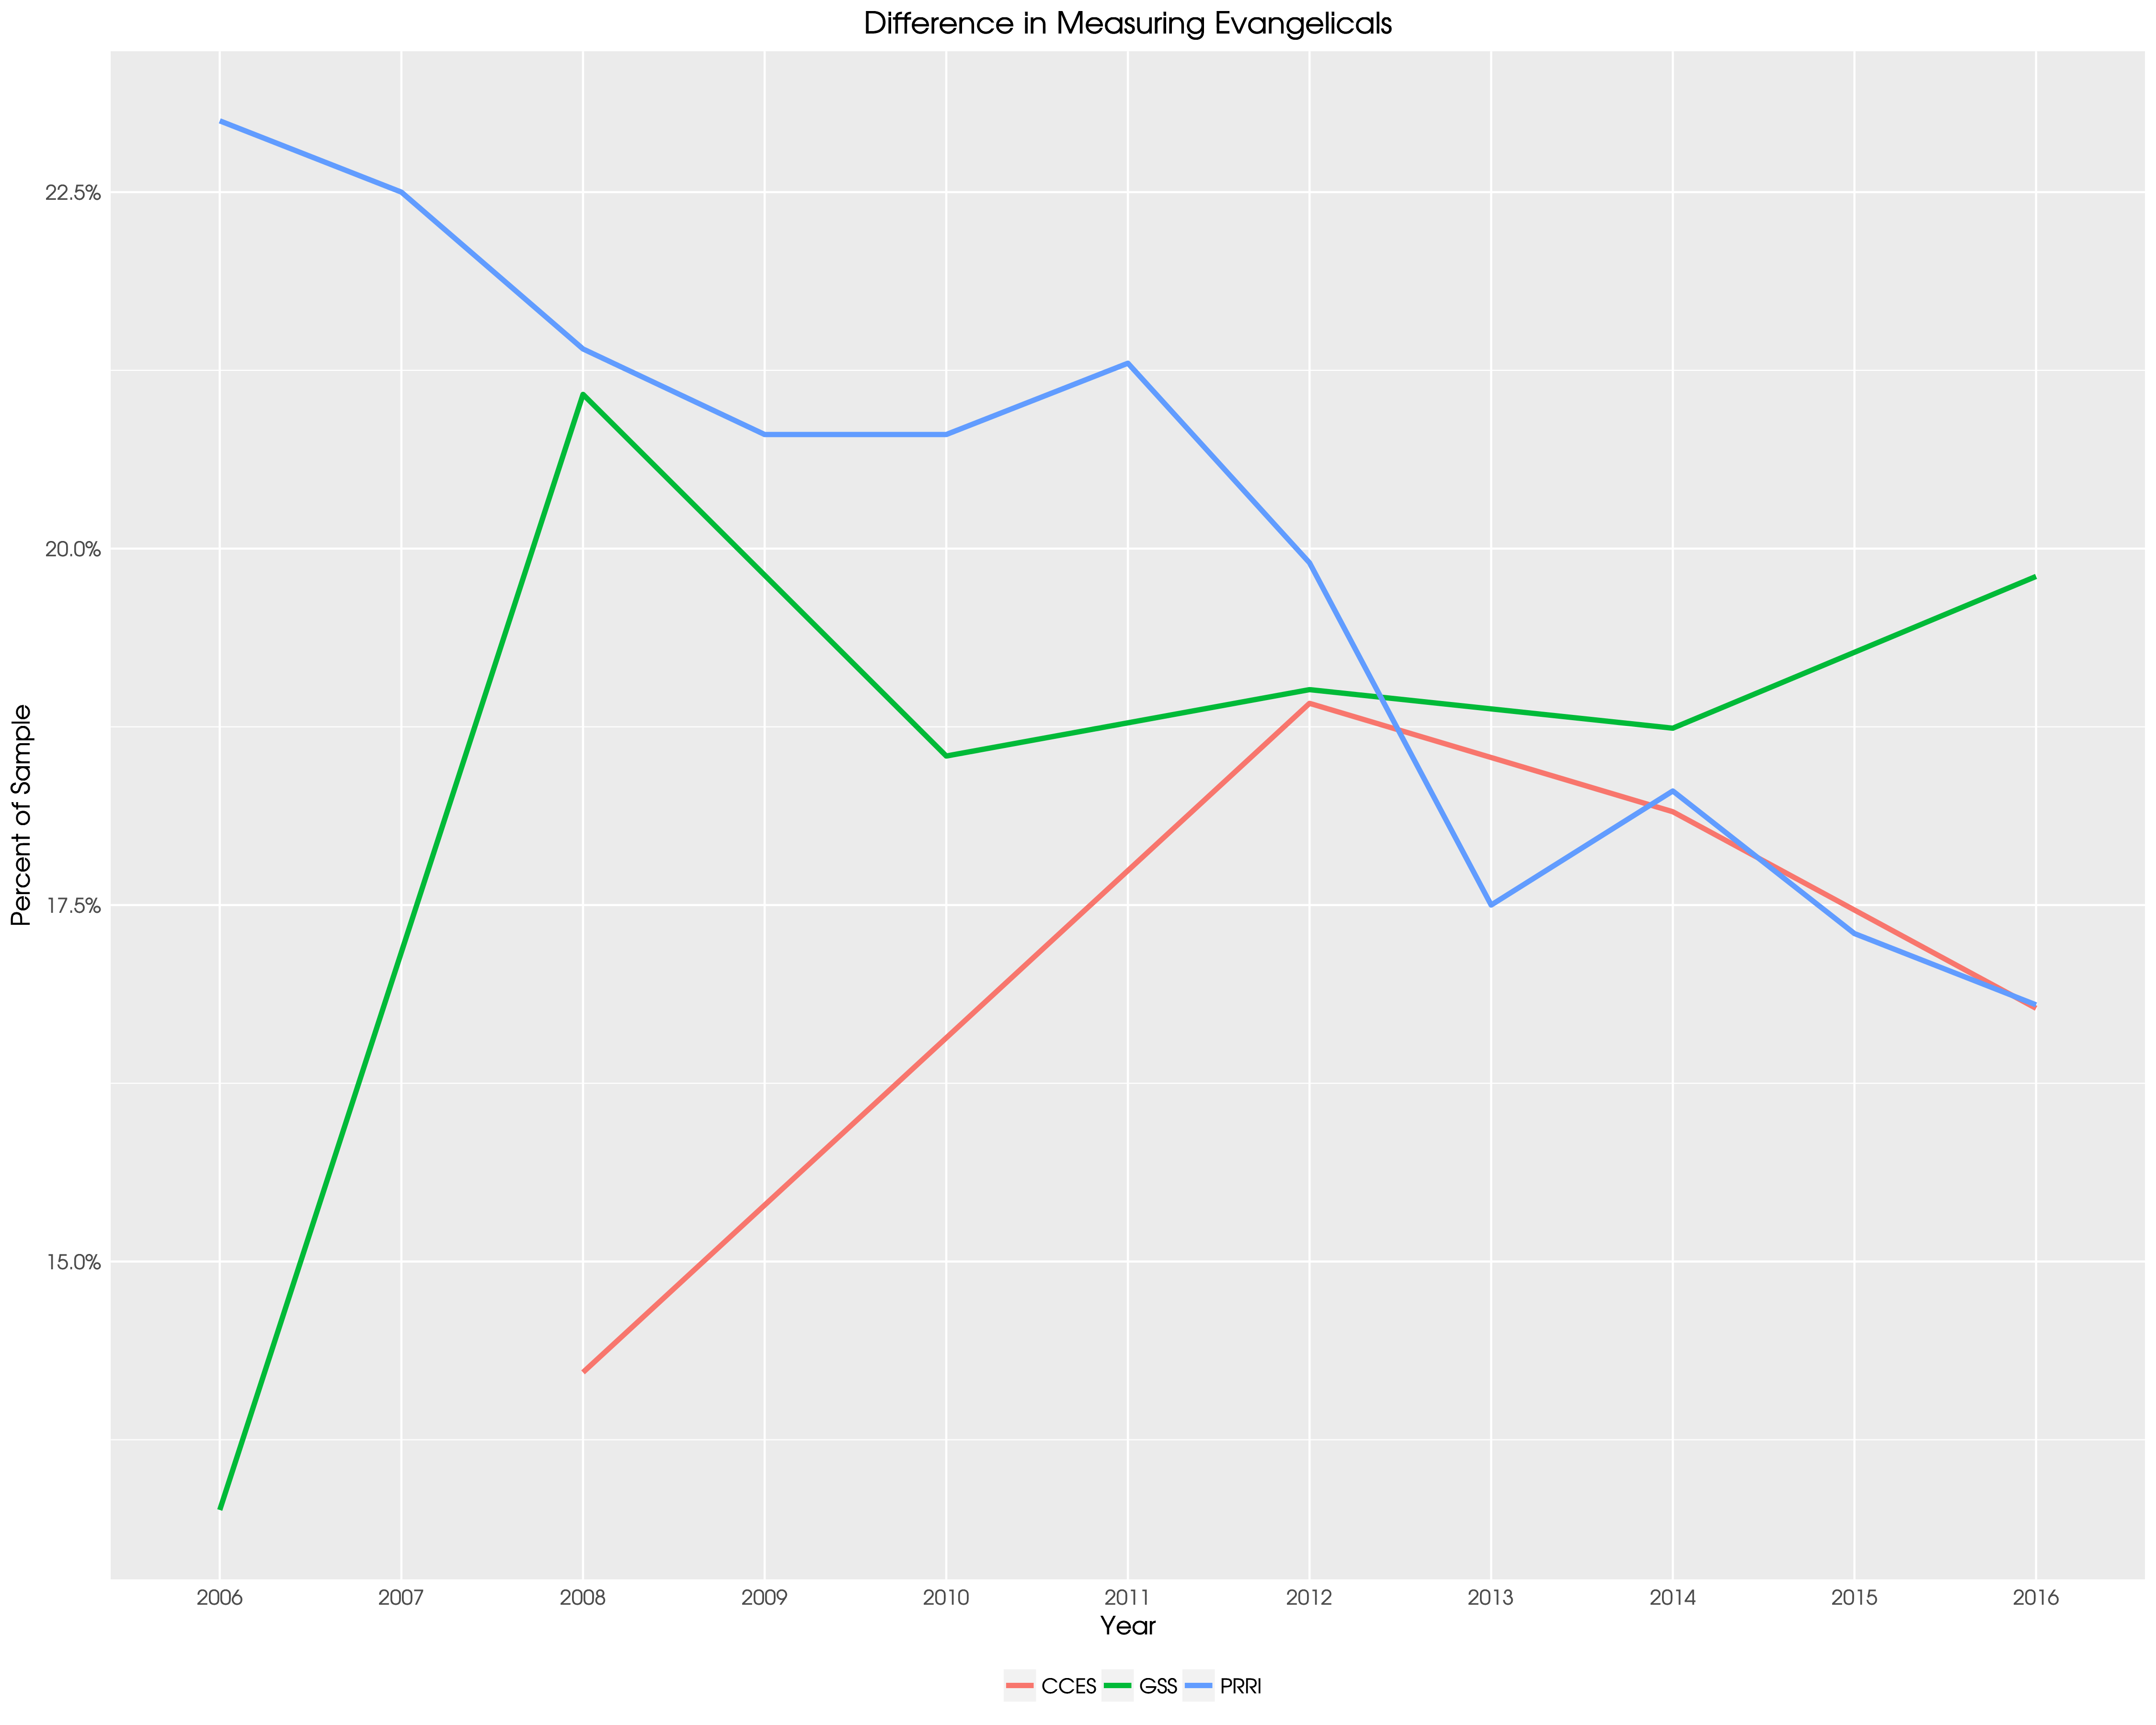 Difference in Measuring Evangelicals
Percent of Sample
22.5%
20.0%
17.5%
15.0%
2006 2007 2008 2009 2010 2011 2012 2013 2014 2015 2016
Year
CCES GSS PRRI